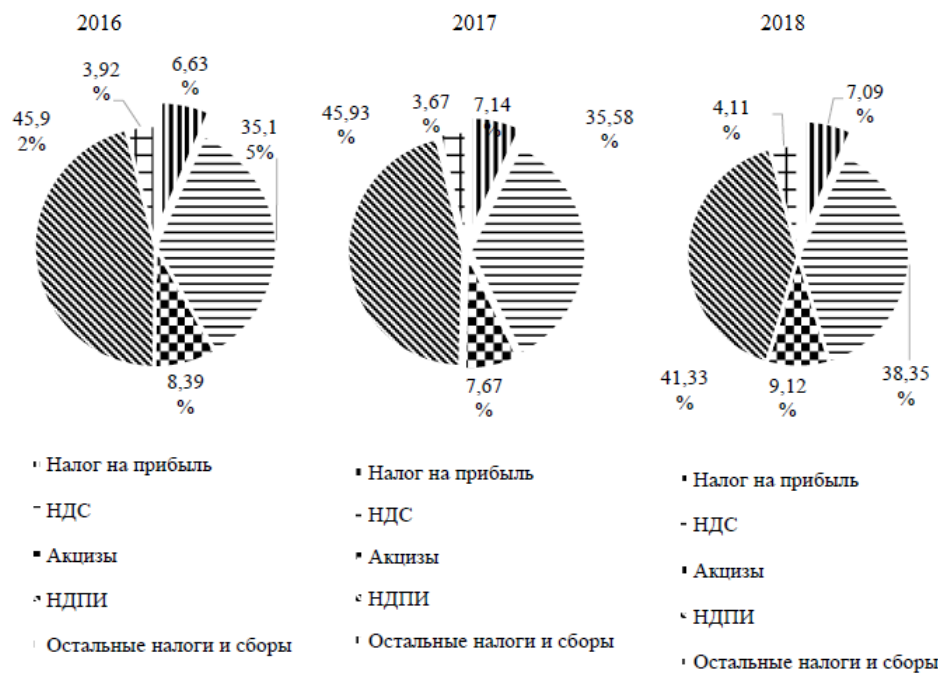 2016
3,92
%
6,63
%
45,9
2%
35,1
5%
8,39
%
Налог на прибыль
НДС
Акцизы
НДПИ
Остальные налоги и сборы
2017
45,93
%
3,67
%
7,14
%
35,58
%
7,67
%
Налог на прибыль
НДС
Акцизы
НДПИ
Остальные налоги и сборы
2018
4,11
%
7,09
%
41,33
%
9,12
%
38,35
%
Налог на прибыль
НДС
Акцизы
НДПИ
Остальные налоги и сборы